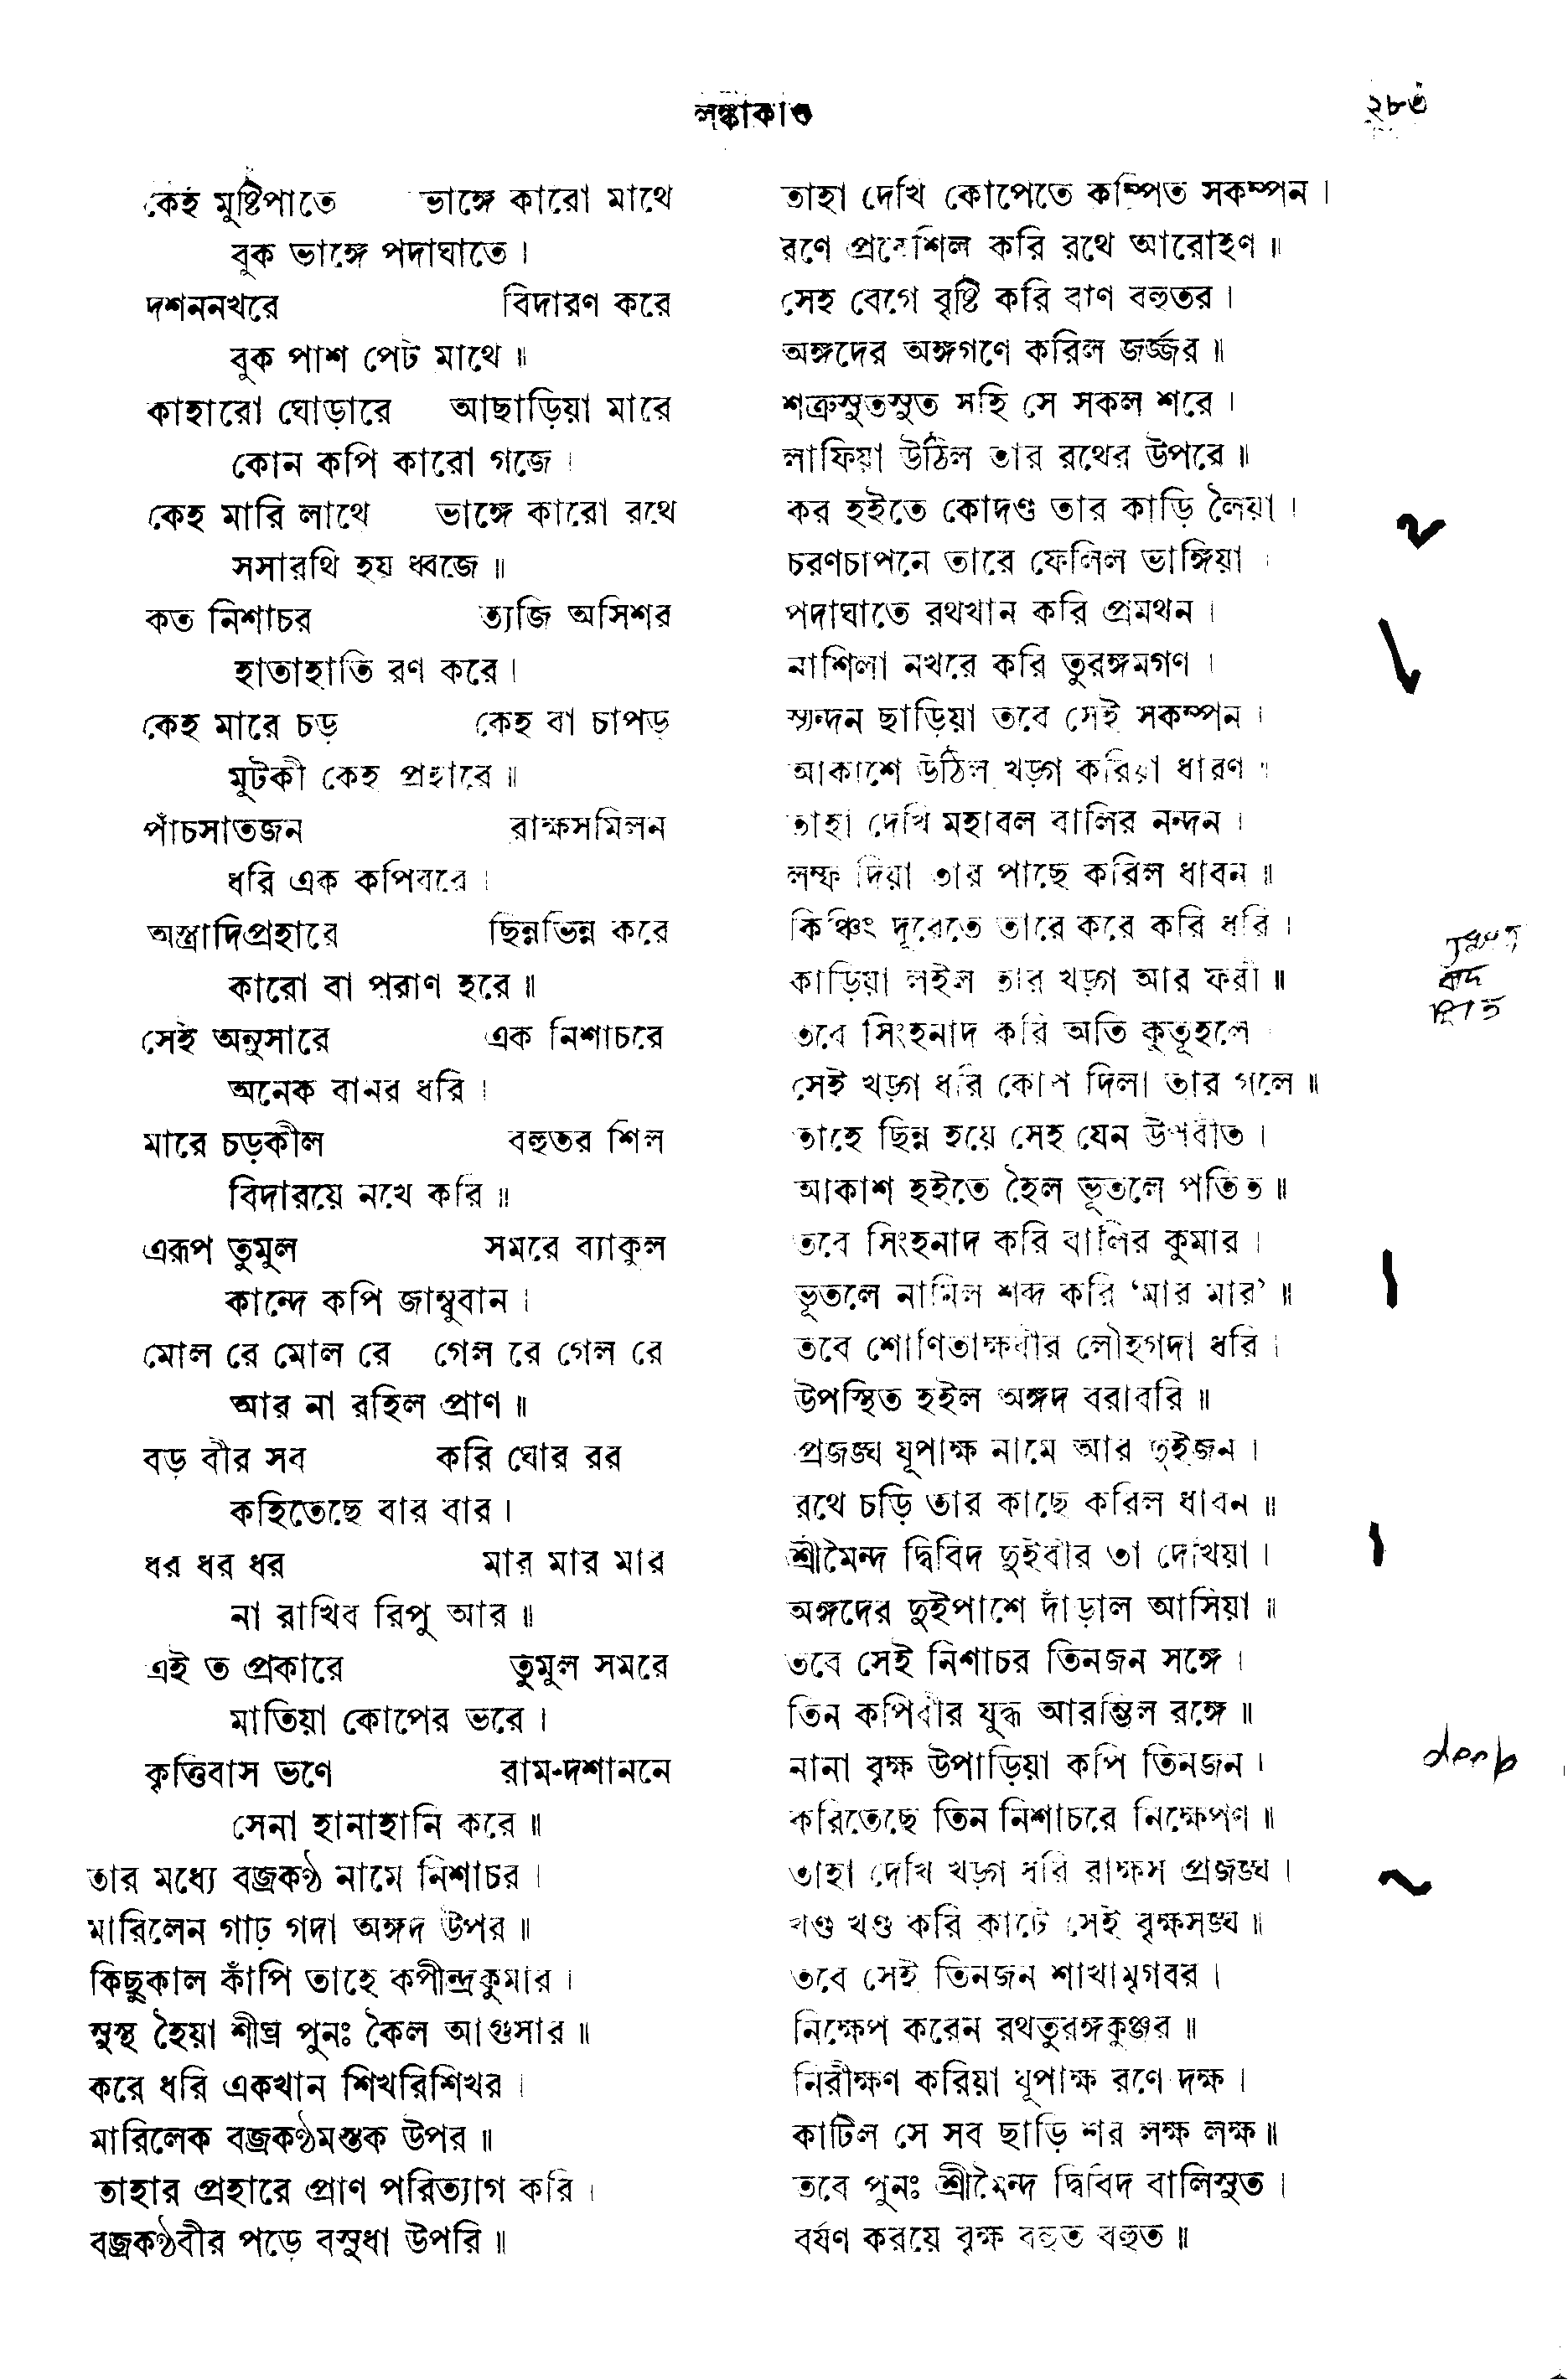 লঙ্কাকাণ্ড
২৮৩
কেহ মুষ্টিপাতে ভাঙ্গে কারো মাথে
বুক ভাঙ্গে পদাঘাতে।
দশননখরে বিদারণ করে
বুক পাশ পেট মাথে॥
কাহারো ঘোড়ারে আছাড়িয়া মারে
কোন কপি কারো গজে।
কেহ মারি লাথে ভাঙ্গে কারো রথে
সসারথি হয় ধ্বজে॥
কত নিশাচর ত্যজি অসিশর
হাতাহাতি রণ করে।
কেহ মারে চড় কেহ বা চাপড়
মুটকী কেহ প্রহারে॥
পাঁচসাতজন রাক্ষসমিলন
ধরি এক কপিবরে।
অস্ত্রাদিপ্রহারে ছিন্নভিন্ন করে
কারো বা পরাণ হরে॥
সেই অনুসারে এক নিশাচরে
অনেক বানর ধরি।
মারে চড়কীল বহুতর শিল
বিদারয়ে নখে করি॥
এরূপ তুমুল সমরে ব্যাকুল
কান্দে কপি জাম্বুবান।
মোল রে মোল রে গেল রে গেল রে
আর না রহিল প্রাণ॥
বড় বীর সব করি ঘোর রব
কহিতেছে বার বার।
ধর ধর ধর মার মার মার
না রাখিব রিপু আর॥
এই ত প্রকারে তুমুল সমরে
মাতিয়া কোপের ভরে।
কৃত্তিবাস ভণে রাম-দশাননে
সেনা হানাহানি করে॥
তার মধ্যে বজ্রকণ্ঠ নামে নিশাচর।
মারিলেন গাঢ় গদা অঙ্গদ উপর॥
কিছুকাল কাঁপি তাহে কপীন্দ্রকুমার।
সুস্থ হৈয়া শীঘ্র পুনঃ কৈল আগুসার॥
করে ধরি একখান শিখরিশিখর।
মারিলেক বজ্রকণ্ঠমস্তক উপর॥
তাহার প্রহারে প্রাণ পরিত্যাগ করি।
বজ্রকণ্ঠবীর পড়ে বসুধা উপরি॥
তাহা দেখি কোপেতে কম্পিত সকম্পন।
রণে প্রবেশিল করি রথে আরোহণ॥
সেহ বেগে বৃষ্টি করি বাণ বহুতর।
অঙ্গদের অঙ্গগণে করিল জর্জ্জর॥
শত্রুসুতসুত সহি সে সকল শরে।
লাফিয়া উঠিল তার রথের উপরে॥
কর হইতে কোদণ্ড তার কাড়ি লৈয়া।
চরণচাপনে তারে ফেলিল ভাঙ্গিয়া।
পদাঘাতে রথখান করি প্রমথন।
নাশিলা নখরে করি তুরঙ্গমগণ।
স্যন্দন ছাড়িয়া তবে সেই সকম্পন।
আকাশে উঠিল খড়্গ করিয়া ধারণ॥
তাহা দেখি মহাবল বালির নন্দন।
লম্ফ দিয়া তার পাছে করিল ধাবন॥
কিঞ্চিৎ দূরেতে তারে করে করি ধরি।
কাড়িয়া লইল তার খড়্গ আর ফরী॥
তবে সিংহনাদ করি অতি কুতূহলে
সেই খড়্গ ধরি কোপ দিলা তার গলে॥
তাহে ছিন্ন হয়ে সেহ যেন উপবীত।
আকাশ হইতে হৈল ভূতলে পতিত॥
তবে সিংহনাদ করি বালির কুমার।
ভূতলে নামিল শব্দ করি ‘মার মার’॥
তবে শোণিতাক্ষবীর লৌহগদা ধরি।
উপস্থিত হইল অঙ্গদ বরাবরি॥
প্রজঙ্ঘ যূপাক্ষ নামে আর দুইজন।
রথে চড়ি তার কাছে করিল ধাবন॥
শ্রীমৈন্দ দ্বিবিদ দুইবীর তা দেখিয়া।
অঙ্গদের দুইপাশে দাঁড়াল আসিয়া॥
তবে সেই নিশাচর তিনজন সঙ্গে।
তিন কপিবীর যুদ্ধ আরম্ভিল রঙ্গে॥
নানা বৃক্ষ উপাড়িয়া কপি তিনজন।
করিতেছে তিন নিশাচরে নিক্ষেপণ॥
তাহা দেখি খড়্গ ধরি রাক্ষস প্রজঙ্ঘ।
খণ্ড খণ্ড করি কাটে সেই বৃক্ষসঙ্ঘ॥
তবে সেই তিনজন শাখামৃগবর।
নিক্ষেপ করেন রথতুরঙ্গকুঞ্জর॥
নিরীক্ষণ করিয়া যূপাক্ষ রণে দক্ষ।
কাটিল সে সব ছাড়ি শর লক্ষ লক্ষ॥
তবে পুনঃ শ্রীমৈন্দ দ্বিবিদ বালিসুত।
বর্ষণ করয়ে বৃক্ষ বহুত বহুত॥